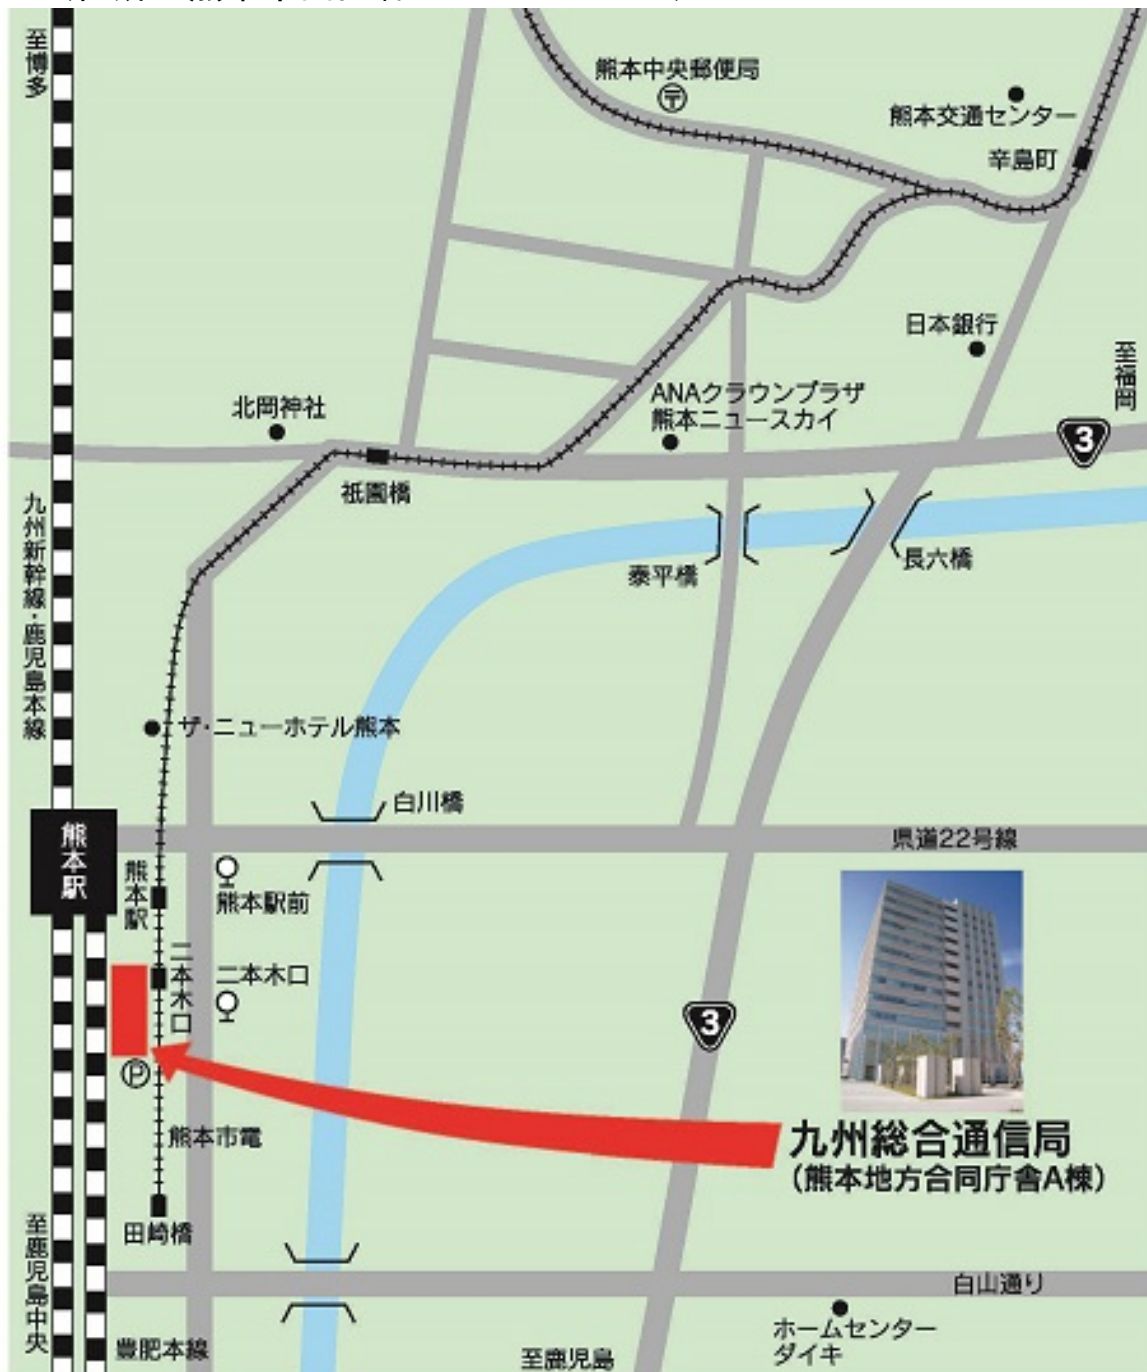 至博多
熊本中央郵便局
〒
熊本交通センター
辛島町
日本銀行
至福岡
ANAクラウンプラザ
熊本ニュースカイ
3
北岡神社
祇園橋
九州新幹線・鹿児島本線
泰平橋
長六橋
ザ・ニューホテル熊本
白川橋
県道22号線
熊本駅
熊本駅
熊本駅前
二本木口
二本木口
3
P
九州総合通信局
(熊本地方合同庁舎A棟)
熊本市電
田崎橋
至鹿児島中央
白山通り
豊肥本線
至鹿児島
ホームセンター
ダイキ